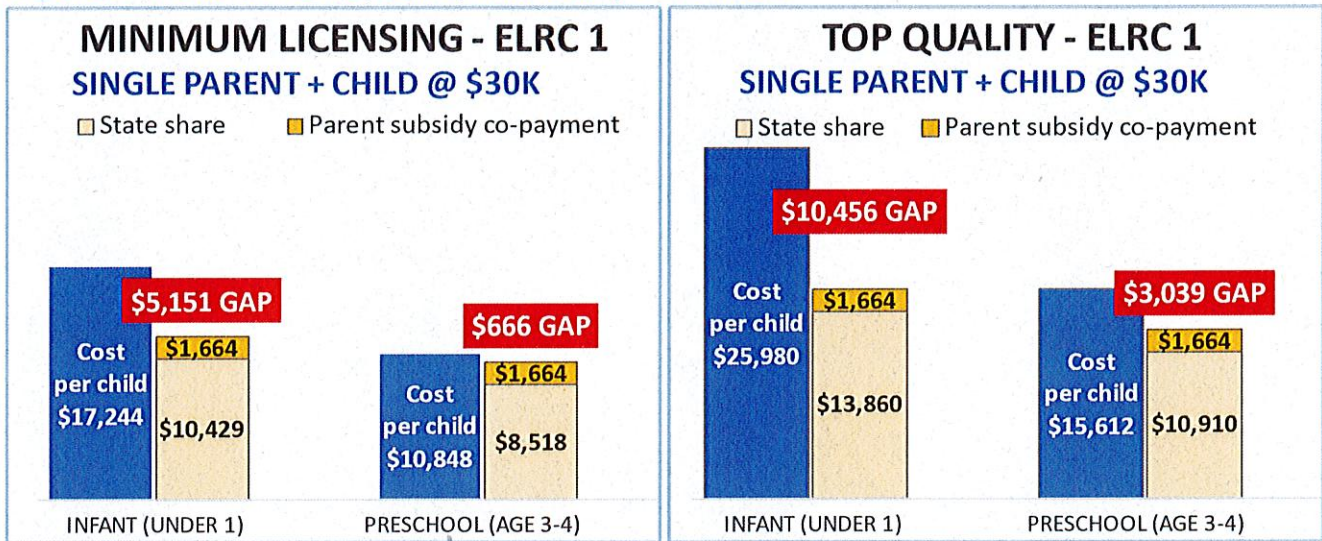 MINIMUM LICENSING - ELRC 1
SINGLE PARENT + CHILD @ $30K
State share
Parent subsidy co-payment
$5,151 GAP
$1,664
Cost
per child
$17,244
$10,429
$666 GAP
$1,664
Cost
per child
$10,848
$8,518
INFANT (UNDER 1)
PRESCHOOL (AGE 3-4)
TOP QUALITY - ELRC 1
SINGLE PARENT + CHILD @ $30K
State share
Parent subsidy co-payment
$10,456 GAP
$1,664
Cost
per child
$25,980
$13,860
$3,039 GAP
$1,664
Cost
per child
$15,612
$10,910
INFANT (UNDER 1)
PRESCHOOL (AGE 3-4)